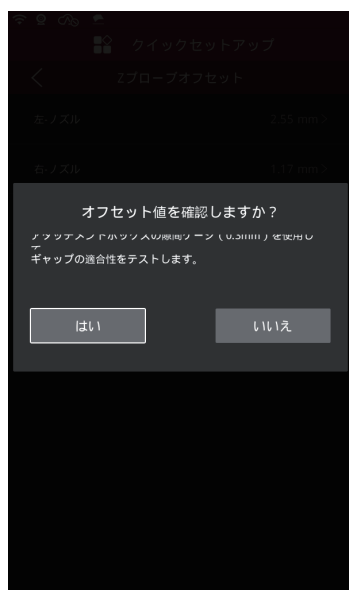 クイックセットアップ
Zプローブオフセット
左-ノズル 2.55 mm >
右-ノズル 1.17 mm >
オフセット値を確認しますか？
アタッチメントボックスの隙間ゲージ ( 0.3mm ) を使用し
て
ギャップの適合性をテストします。
はい いいえ